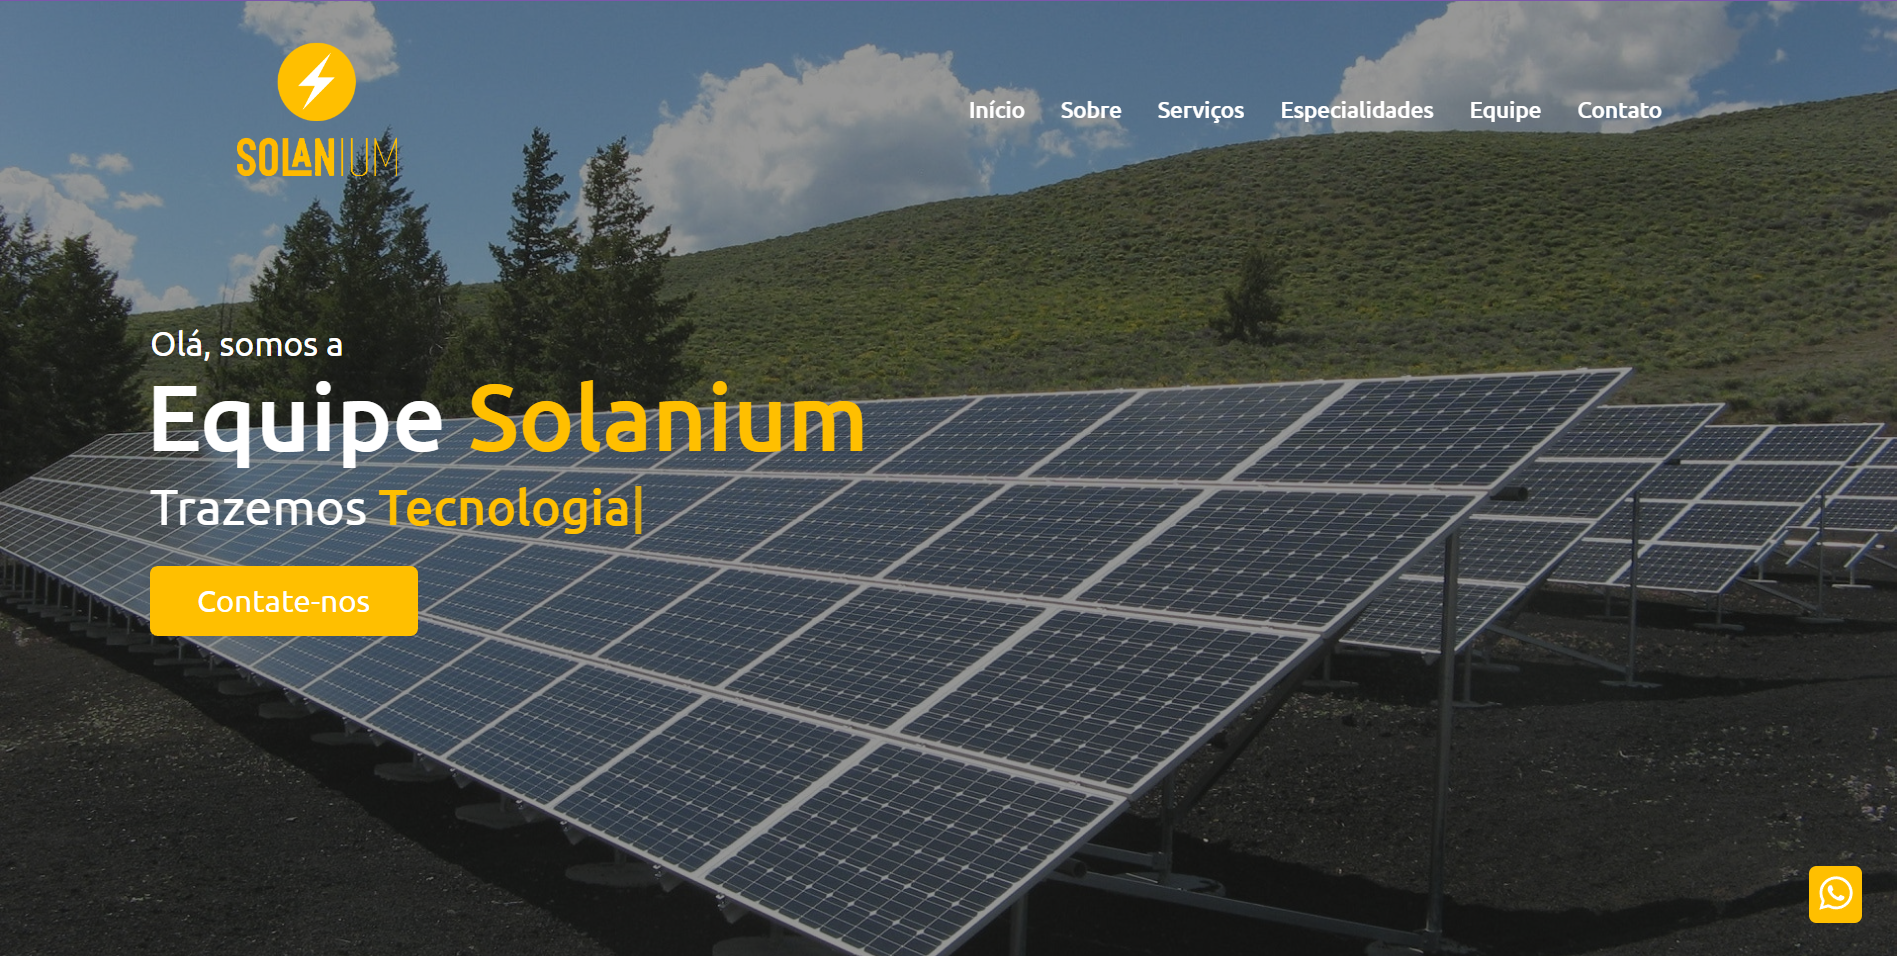 SOLANIUM
Início Sobre Serviços Especialidades Equipe Contato
Olá, somos a
Equipe Solanium
Trazemos Tecnologia|
Contate-nos